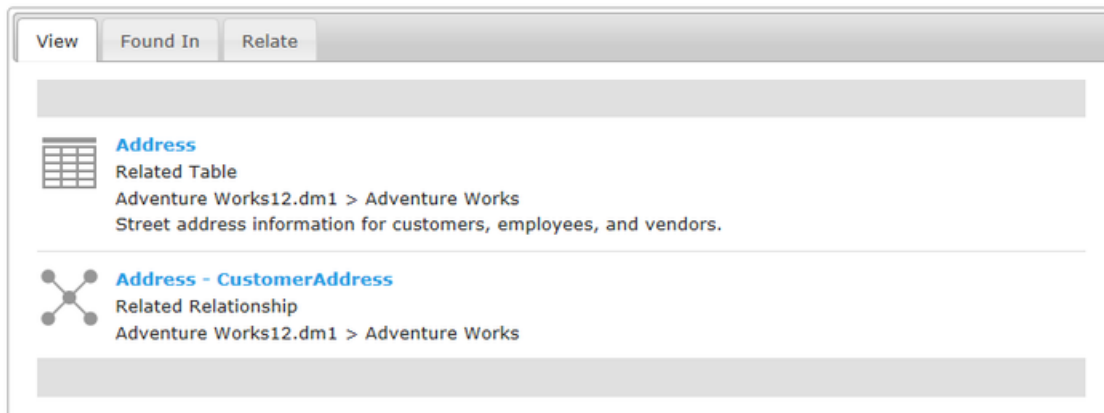 View
Found In
Relate
Address
Related Table
Adventure Works12.dm1 > Adventure Works
Street address information for customers, employees, and vendors.
Address - CustomerAddress
Related Relationship
Adventure Works12.dm1 > Adventure Works